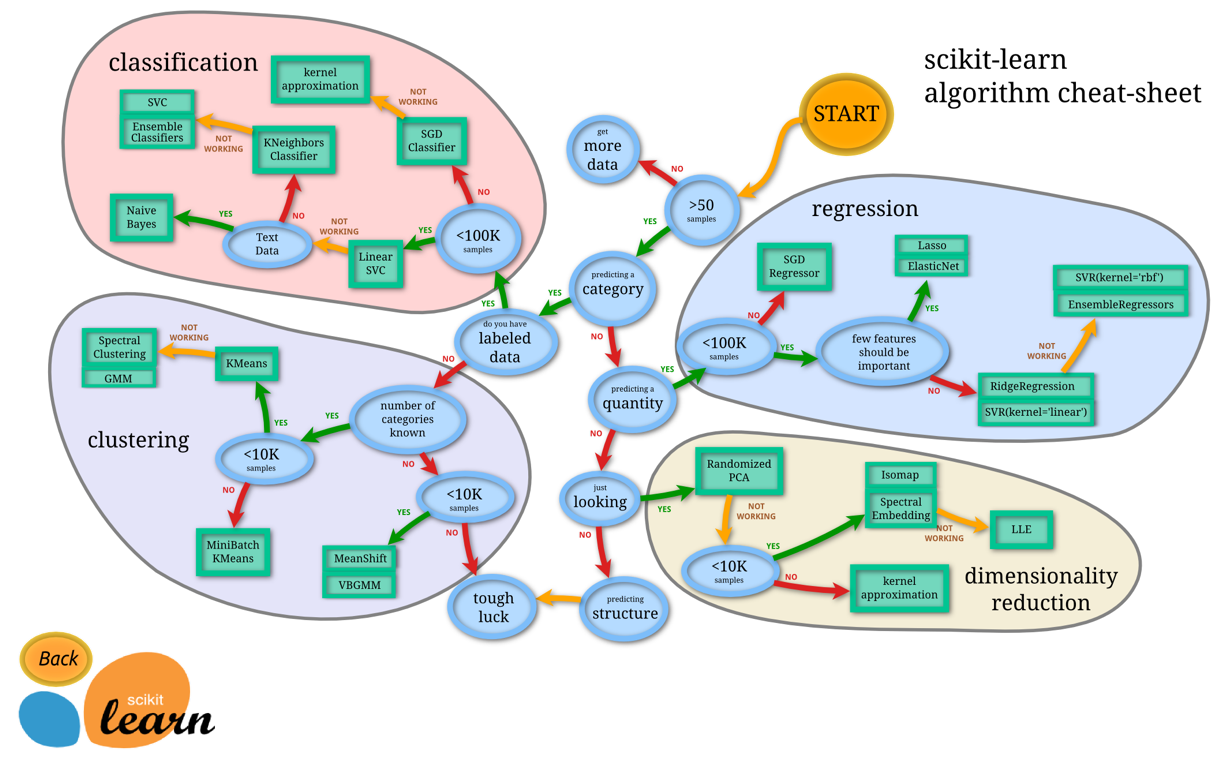 scikit-learn
algorithm cheat-sheet
START
get
more
data
NO
>50
samples
YES
predicting a
category
YES
NO
do you have
labeled
data
YES
NO
predicting a
quantity
YES
NO
just
looking
YES
NO
predicting
structure
tough
luck
classification
kernel
approximation
NOT
WORKING
SGD
Classifier
NO
<100K
samples
YES
Linear
SVC
NOT
WORKING
Text
Data
YES
Naive
Bayes
NO
KNeighbors
Classifier
NOT
WORKING
SVC
Ensemble
Classifiers
regression
<100K
samples
NO
SGD
Regressor
YES
few features
should be
important
YES
Lasso
ElasticNet
NO
RidgeRegression
SVR(kernel='linear')
NOT
WORKING
SVR(kernel='rbf')
EnsembleRegressors
clustering
number of
categories
known
YES
<10K
samples
YES
KMeans
NOT
WORKING
Spectral
Clustering
GMM
NO
MiniBatch
KMeans
NO
<10K
samples
YES
MeanShift
VBGMM
NO
dimensionality
reduction
Randomized
PCA
NOT
WORKING
<10K
samples
YES
Isomap
Spectral
Embedding
NOT
WORKING
LLE
NO
kernel
approximation
Back
scikit
learn